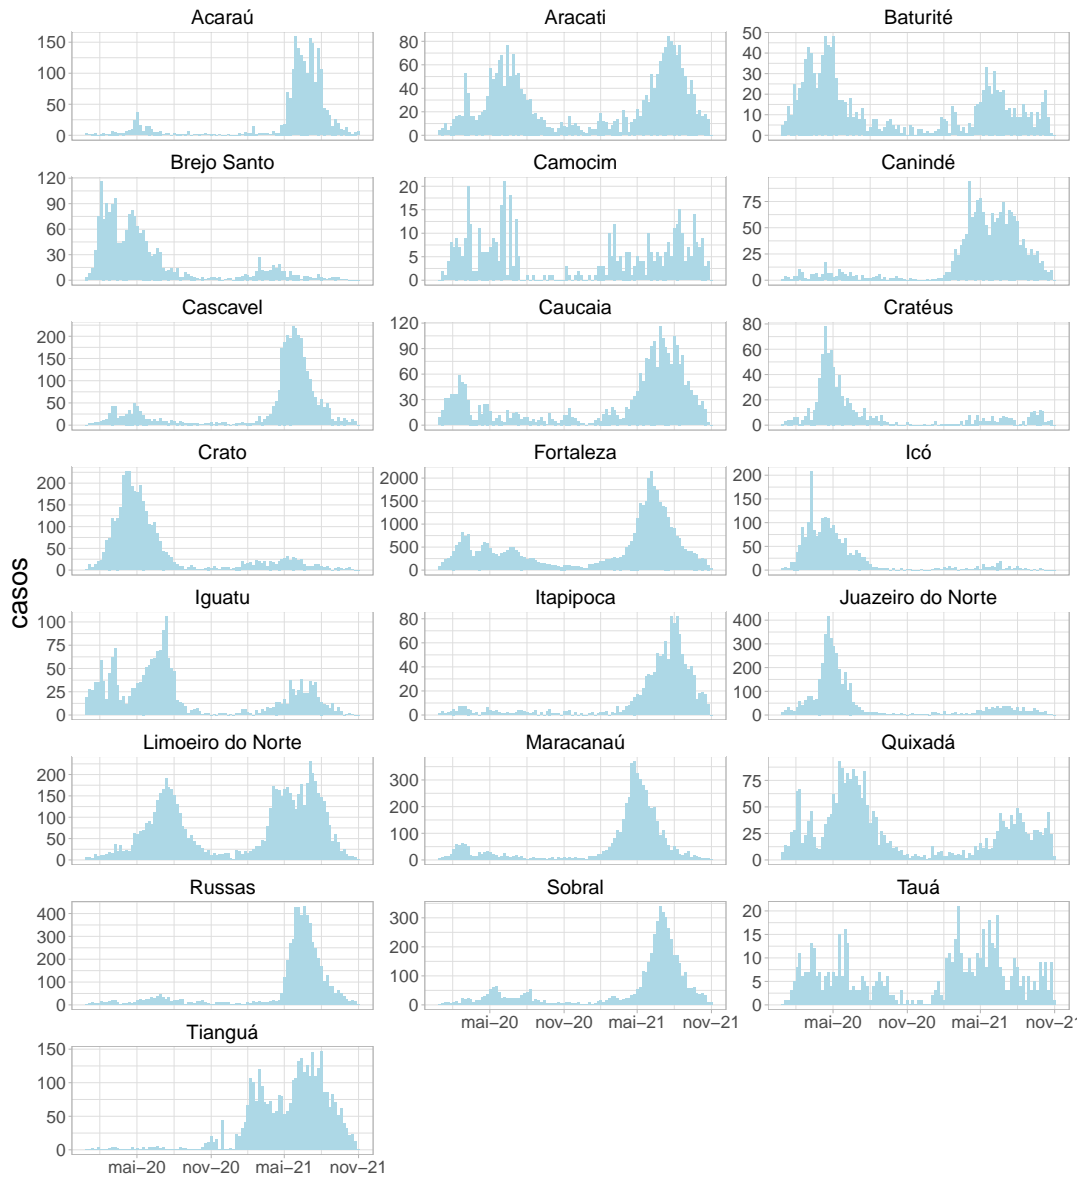 Acaraú Aracati Baturité
150 100 50 0
80 60 40 20 0
50 40 30 20 10 0
Brejo Santo Camocim Canindé
120 90 60 30 0
20 15 10 5 0
75 50 25 0
Cascavel Caucaia Cratéus
200 150 100 50 0
120 90 60 30 0
80 60 40 20 0
Crato Fortaleza Icó
200 150 100 50 0
2000 1500 1000 500 0
200 150 100 50 0
casos
Iguatu Itapipoca Juazeiro do Norte
100 75 50 25 0
80 60 40 20 0
400 300 200 100 0
Limoeiro do Norte Maracanaú Quixadá
200 150 100 50 0
300 200 100 0
75 50 25 0
Russas Sobral Tauá
400 300 200 100 0
300 200 100 0
20 15 10 5 0
mai–20 nov–20 mai–21 nov–21 mai–20 nov–20 mai–21 nov–21
Tianguá
150 100 50 0
mai–20 nov–20 mai–21 nov–21